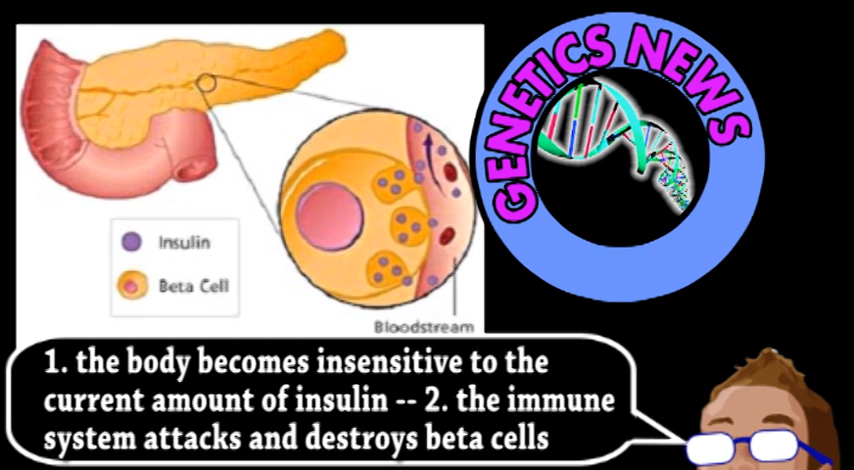 GENETICS NEWS
Insulin
Beta Cell
Bloodstream
1. the body becomes insensitive to the
current amount of insulin -- 2. the immune
system attacks and destroys beta cells